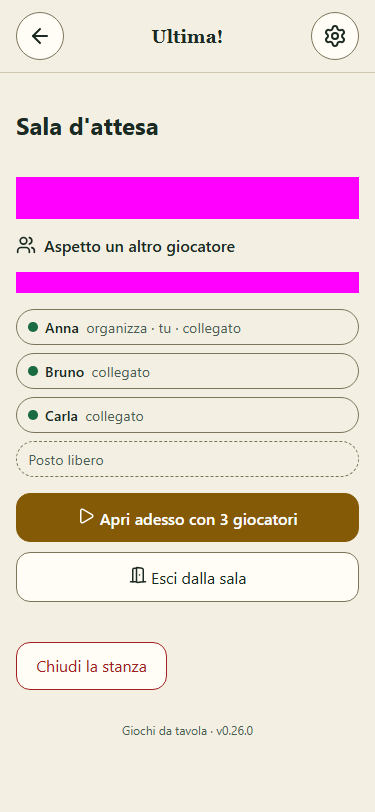 Ultima!
Sala d'attesa
Aspetto un altro giocatore
Anna organizza · tu · collegato
Bruno collegato
Carla collegato
Posto libero
Apri adesso con 3 giocatori
Esci dalla sala
Chiudi la stanza
Giochi da tavola · v0.26.0